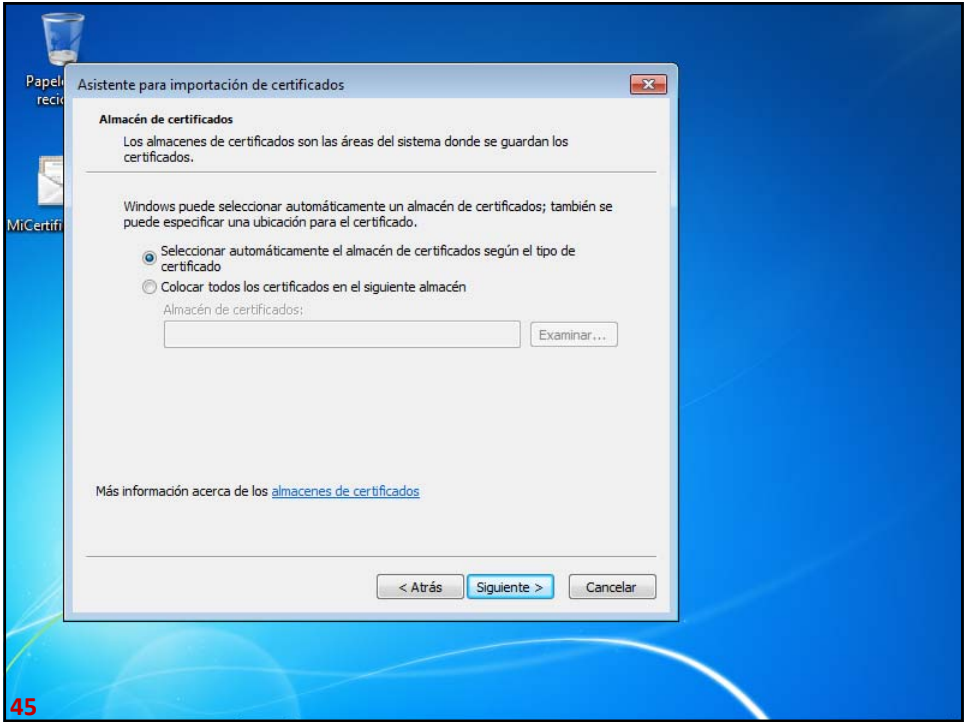 Papel
recic
MiCertifi
Asistente para importación de certificados
Almacén de certificados
Los almacenes de certificados son las áreas del sistema donde se guardan los
certificados.
Windows puede seleccionar automáticamente un almacén de certificados; también se
puede especificar una ubicación para el certificado.
Seleccionar automáticamente el almacén de certificados según el tipo de
certificado
Colocar todos los certificados en el siguiente almacén
Almacén de certificados:
Examinar...
Más información acerca de los almacenes de certificados
< Atrás
Siguiente >
Cancelar
45